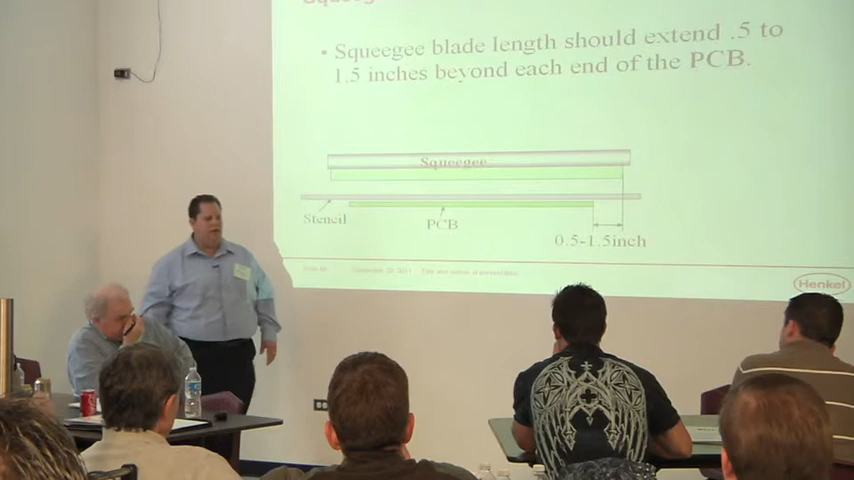 • Squeegee blade length should extend .5 to
1.5 inches beyond each end of the PCB.
Squeegee
Stencil
PCB
0.5-1.5inch
Henkel